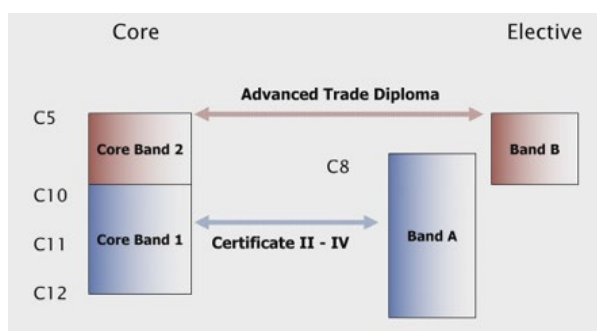 Core
Elective
Advanced Trade Diploma
C5
Core Band 2
Band B
C8
C10
Core Band 1
Band A
C11
Certificate II - IV
C12